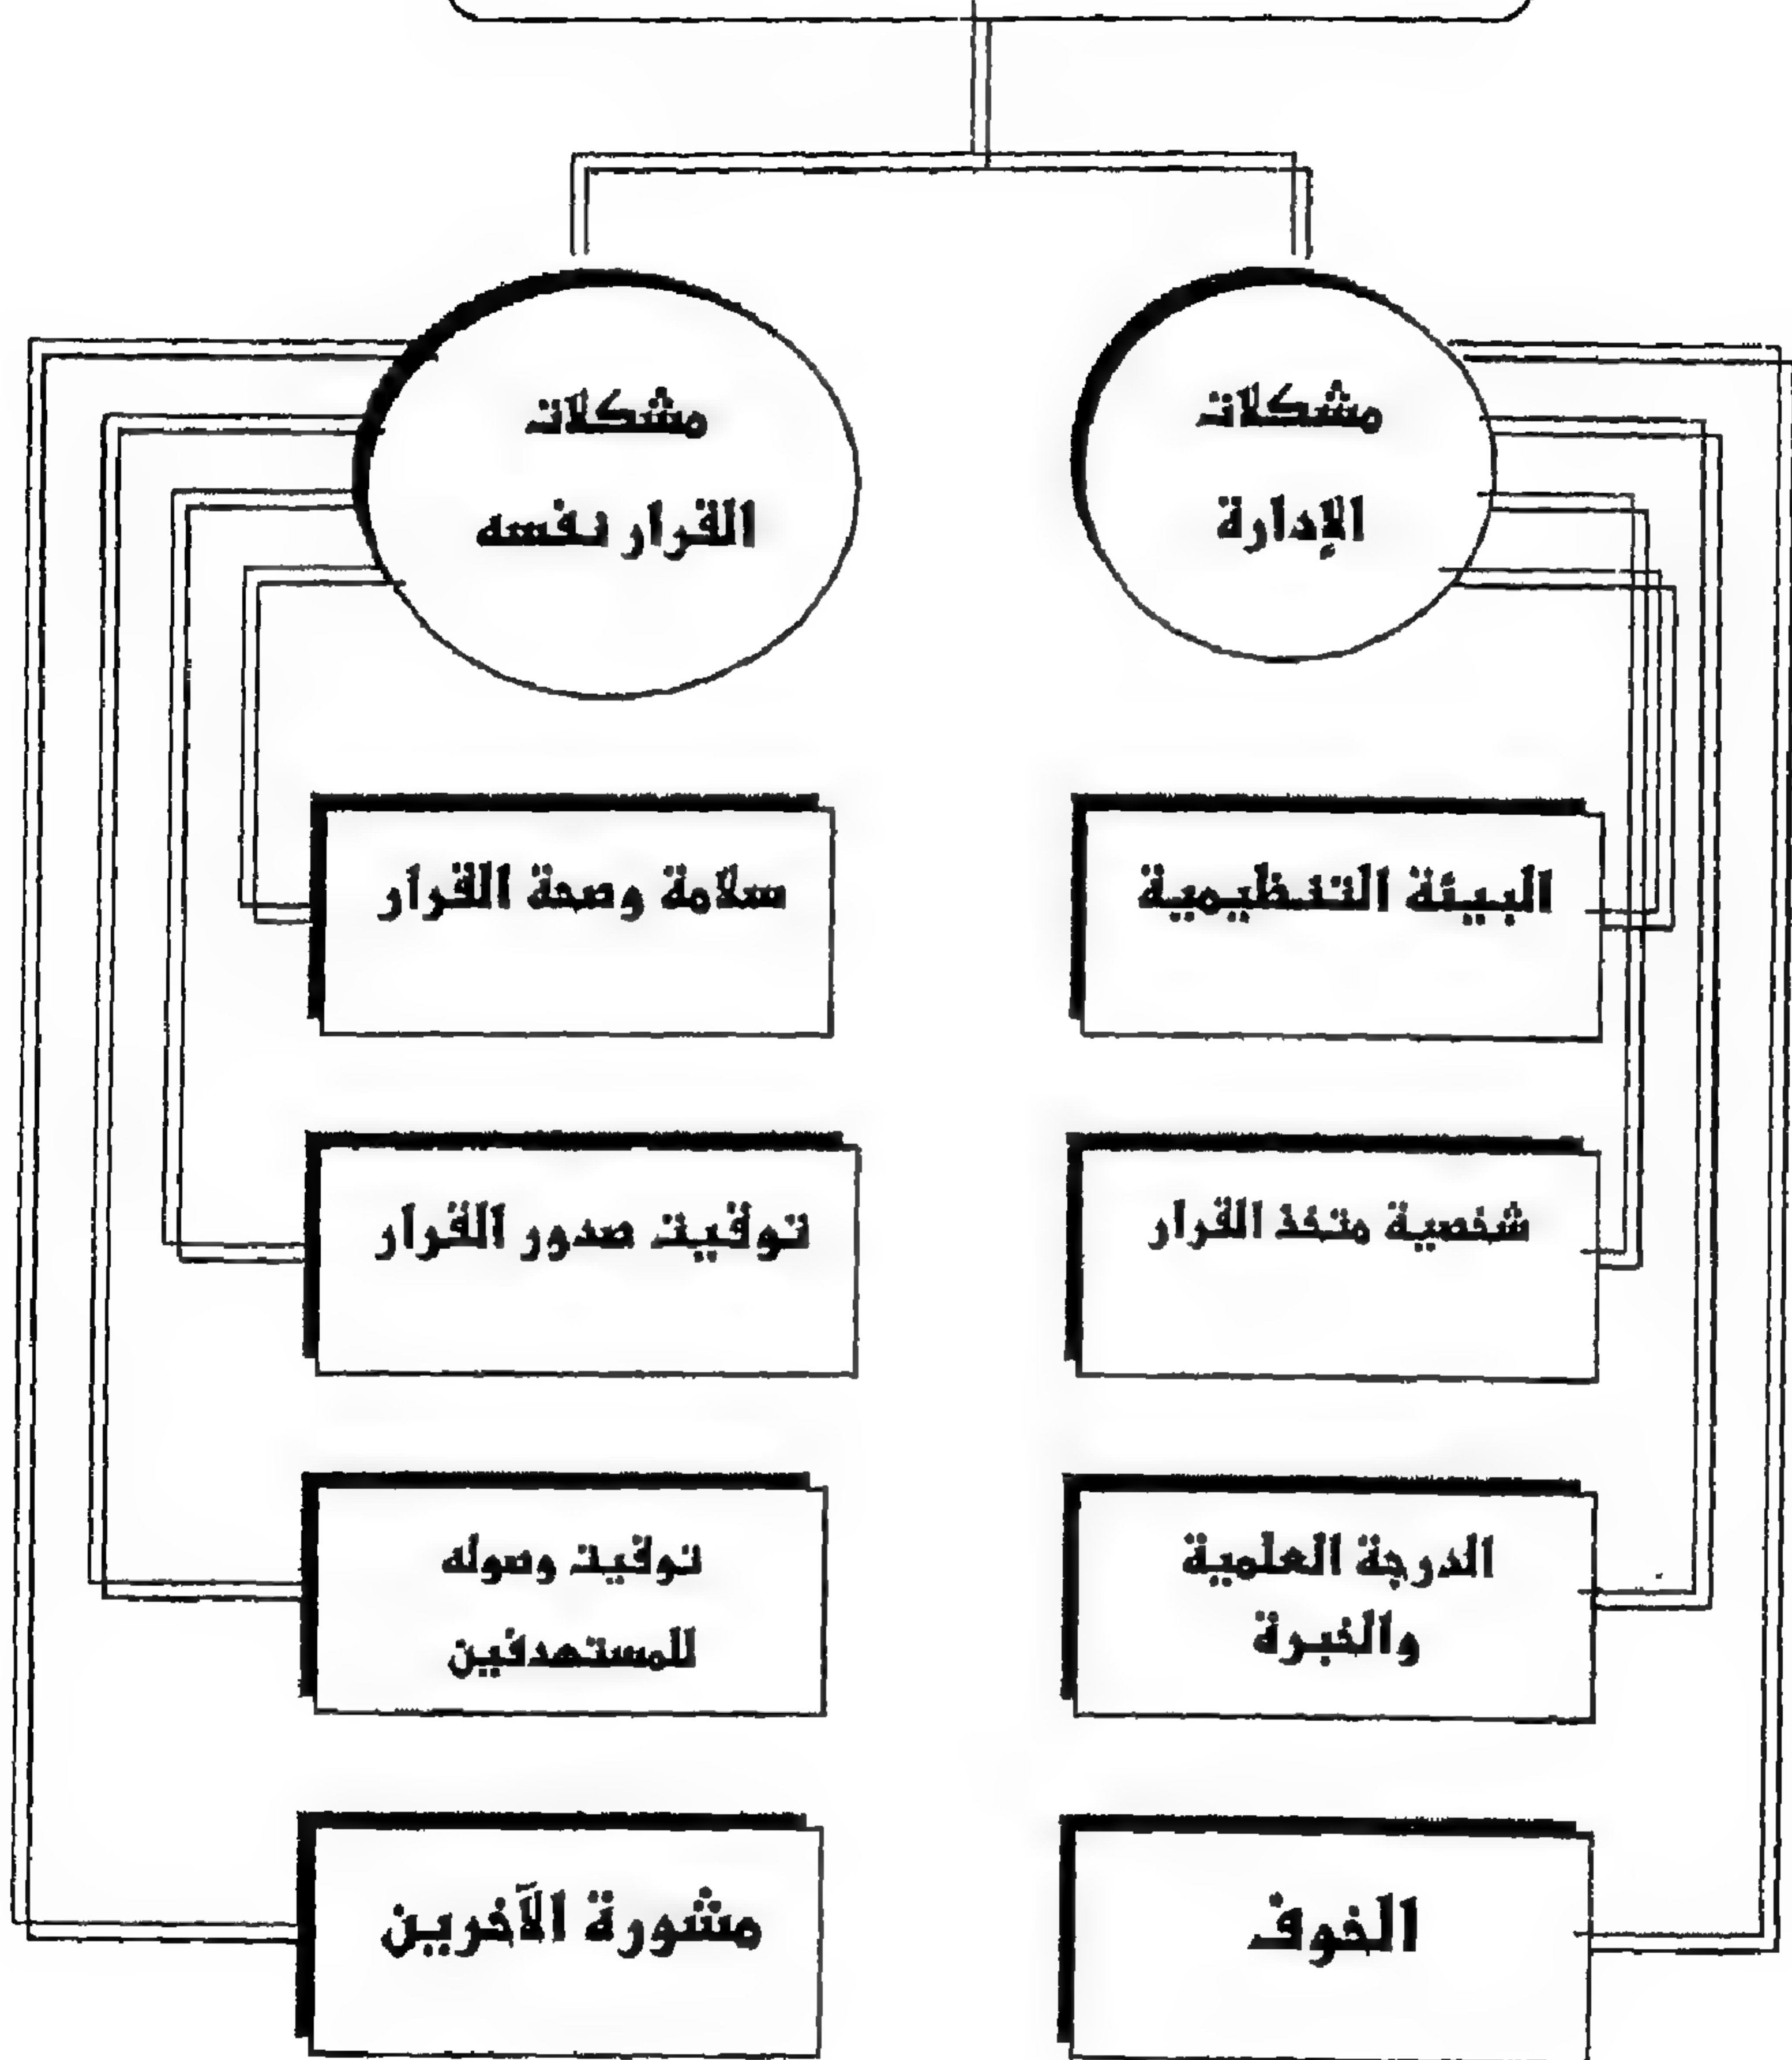 مشكلات
الإدارة
مشكلات
القرار نفسه
البيئة التنظيمية
سلامة وصحة القرار
شخصية متخذ القرار
توقيت صدور القرار
الدرجة العلمية
والخبرة
توقيت وصوله
للمستهدفين
الخوف
مشورة الآخرين